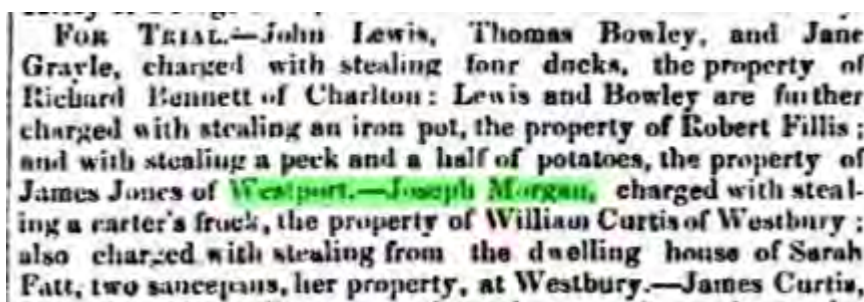 FOR TRIAL.—John Lewis, Thomas Bowley, and Jane
Grayle, charged with stealing four ducks, the property of
Richard Bennett of Charlton: Lewis and Bowley are further
charged with stealing an iron pot, the property of Robert Fillis:
and with stealing a peck and a half of potatoes, the property of
James Jones of Westport.—Joseph Morgan, charged with steal-
ing a carter's frock, the property of William Curtis of Westbury;
also charged with stealing from the dwelling house of Sarah
Fatt, two saucepans, her property, at Westbury.—James Curtis,